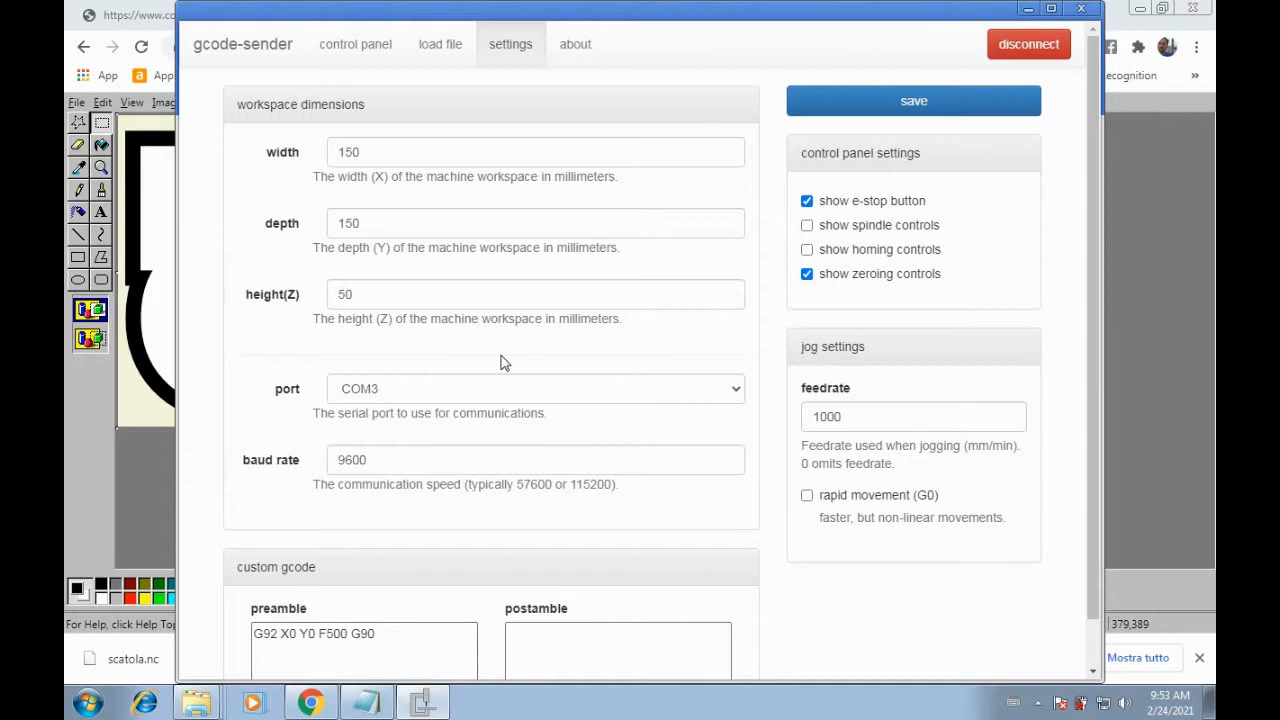 https://www.co
App
App
ecognition
»
File Edit View Imag
gcode-sender
control panel
load file
settings
about
disconnect
workspace dimensions
width
150
The width (X) of the machine workspace in millimeters.
depth
150
The depth (Y) of the machine workspace in millimeters.
height(Z)
50
The height (Z) of the machine workspace in millimeters.
port
COM3
The serial port to use for communications.
baud rate
9600
The communication speed (typically 57600 or 115200).
custom gcode
preamble
G92 X0 Y0 F500 G90
postamble
save
control panel settings
show e-stop button
show spindle controls
show homing controls
show zeroing controls
jog settings
feedrate
1000
Feedrate used when jogging (mm/min).
0 omits feedrate.
rapid movement (G0)
faster, but non-linear movements.
For Help, click Help Top
379,389
scatola.nc
Mostra tutto
9:53 AM
2/24/2021